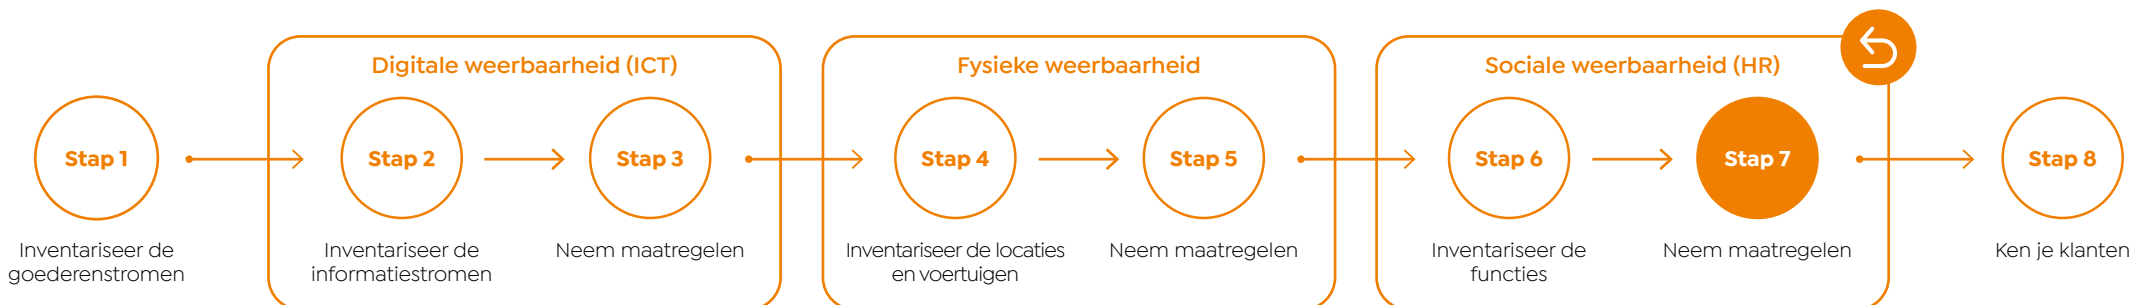 Digitale weerbaarheid (ICT)
Fysieke weerbaarheid
Sociale weerbaarheid (HR)
Stap 1
Stap 2
Stap 3
Stap 4
Stap 5
Stap 6
Stap 7
Stap 8
Inventariseer de
goederenstromen
Inventariseer de
informatiestromen
Neem maatregelen
Inventariseer de locaties
en voertuigen
Neem maatregelen
Inventariseer de
functies
Neem maatregelen
Ken je klanten